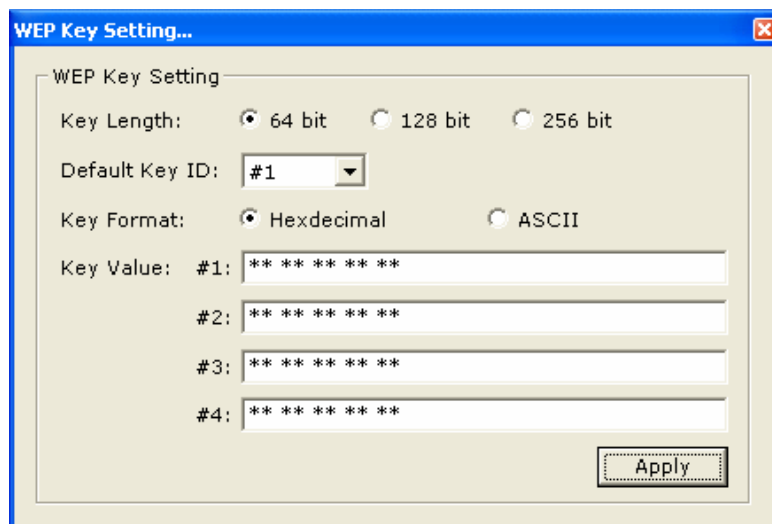 WEP Key Setting...
WEP Key Setting
Key Length: 64 bit 128 bit 256 bit
Default Key ID: #1
Key Format: Hexdecimal ASCII
Key Value: #1: ** ** ** ** **
#2: ** ** ** ** **
#3: ** ** ** ** **
#4: ** ** ** ** **
Apply